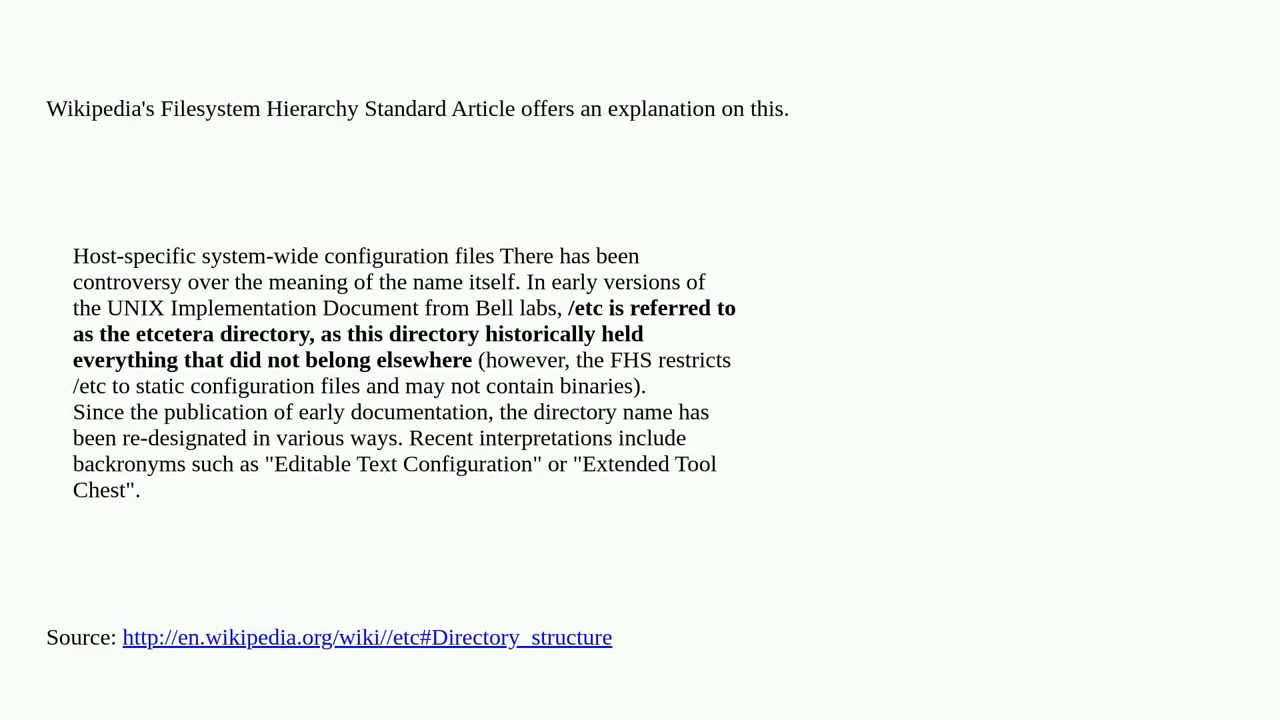 Wikipedia's Filesystem Hierarchy Standard Article offers an explanation on this.
Host-specific system-wide configuration files There has been
controversy over the meaning of the name itself. In early versions of
the UNIX Implementation Document from Bell labs, /etc is referred to
as the etcetera directory, as this directory historically held
everything that did not belong elsewhere (however, the FHS restricts
/etc to static configuration files and may not contain binaries).
Since the publication of early documentation, the directory name has
been re-designated in various ways. Recent interpretations include
backronyms such as "Editable Text Configuration" or "Extended Tool
Chest".
Source: http://en.wikipedia.org/wiki//etc#Directory_structure